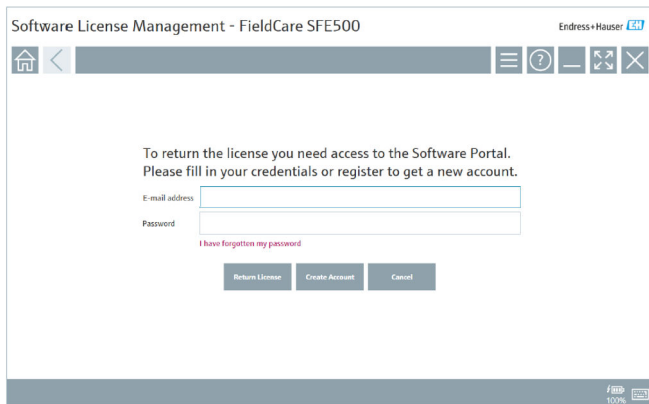 Software License Management - FieldCare SFE500
Endress+Hauser EH
?
To return the license you need access to the Software Portal.
Please fill in your credentials or register to get a new account.
E-mail address
Password
I have forgotten my password
Return License Create Account Cancel
100%